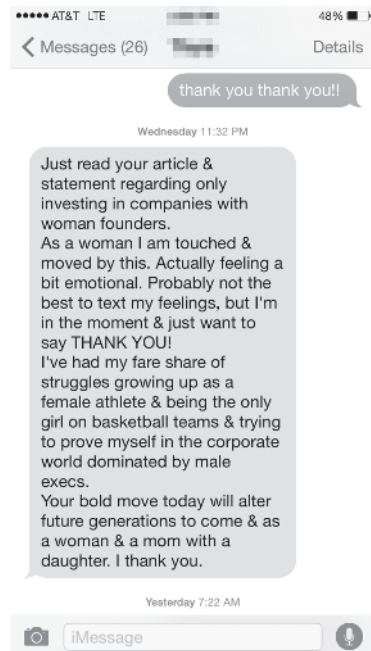 AT&T LTE 48%
Messages (26) Details
thank you thank you!!
Wednesday 11:32 PM
Just read your article &
statement regarding only
investing in companies with
woman founders.
As a woman I am touched &
moved by this. Actually feeling a
bit emotional. Probably not the
best to text my feelings, but I'm
in the moment & just want to
say THANK YOU!
I've had my fare share of
struggles growing up as a
female athlete & being the only
girl on basketball teams & trying
to prove myself in the corporate
world dominated by male
execs.
Your bold move today will alter
future generations to come & as
a woman & a mom with a
daughter. I thank you.
Yesterday 7:22 AM
iMessage